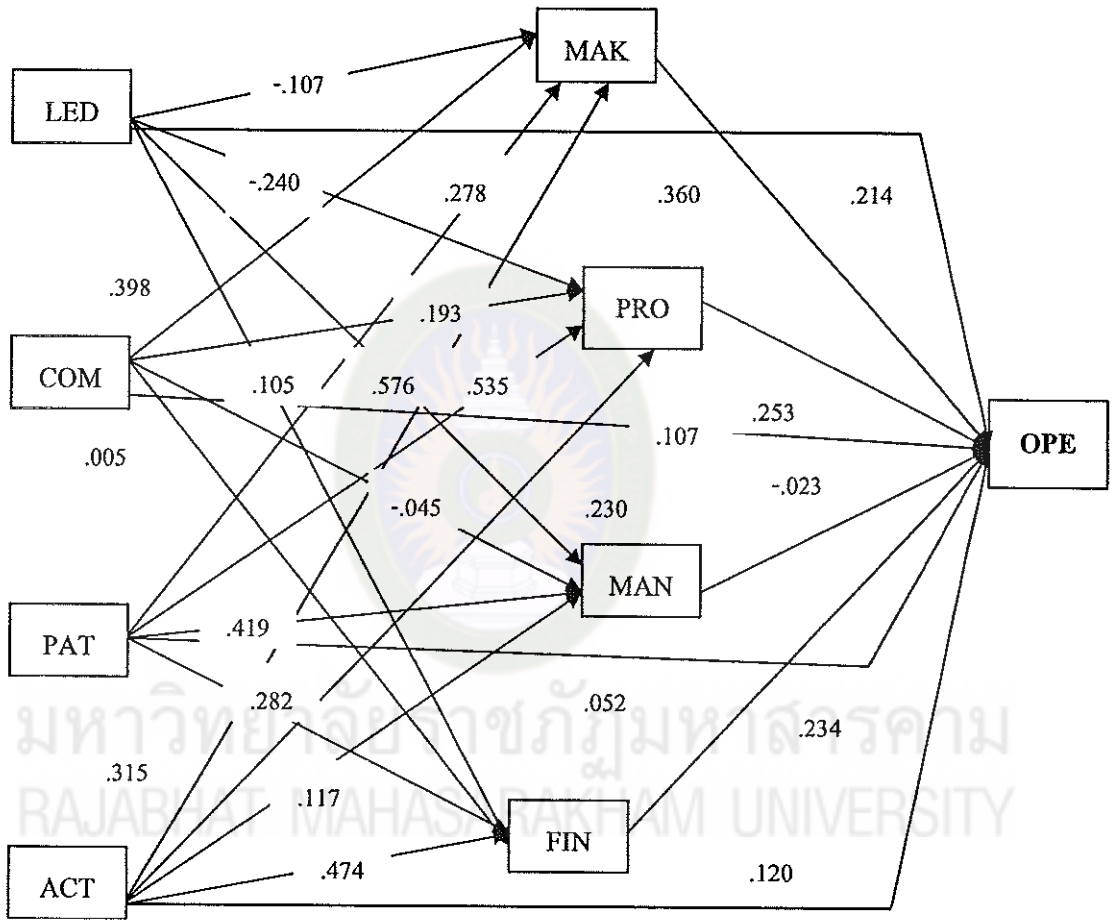 MAK
LED
-.107
-.240
.278
.360
.214
.398
.193
PRO
COM
.105
.576
.535
.253
.107
OPE
.005
-.045
.230
-.023
MAN
PAT
.419
.282
.052
.234
มหาวิทยาลัยราชภัฏมหาสารคาม
.315
.117
RAJABHAT MAHASARAKHAM UNIVERSITY
FIN
.474
.120
ACT